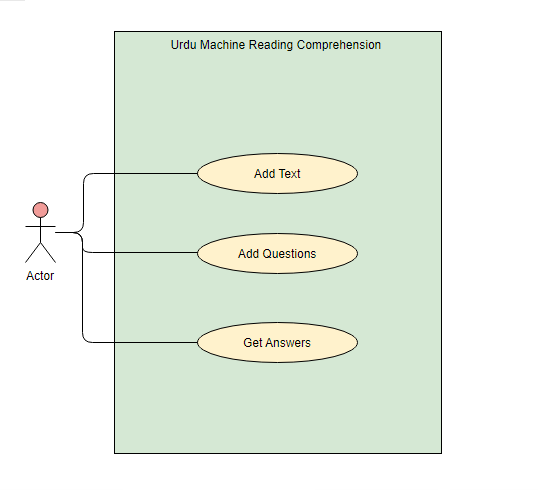 Urdu Machine Reading Comprehension
Add Text
Add Questions
Actor
Get Answers